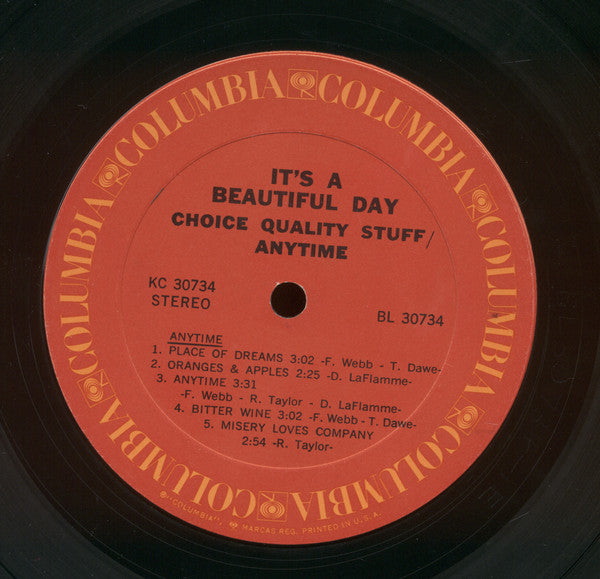 COLUMBIA COLUMBIA COLUMBIA COLUMBIA COLUMBIA COLUMBIA
IT'S A
BEAUTIFUL DAY
CHOICE QUALITY STUFF/
ANYTIME
KC 30734
STEREO
BL 30734
ANYTIME
1. PLACE OF DREAMS 3:02 -F. Webb - T. Dawe-
2. ORANGES & APPLES 2:25 -D. LaFlamme-
3. ANYTIME 3:31
-F. Webb - R. Taylor - D. LaFlamme-
4. BITTER WINE 3:02 -F. Webb - T. Dawe-
5. MISERY LOVES COMPANY
2:54 -R. Taylor-
"COLUMBIA", MARCAS REG. PRINTED IN U.S.A.